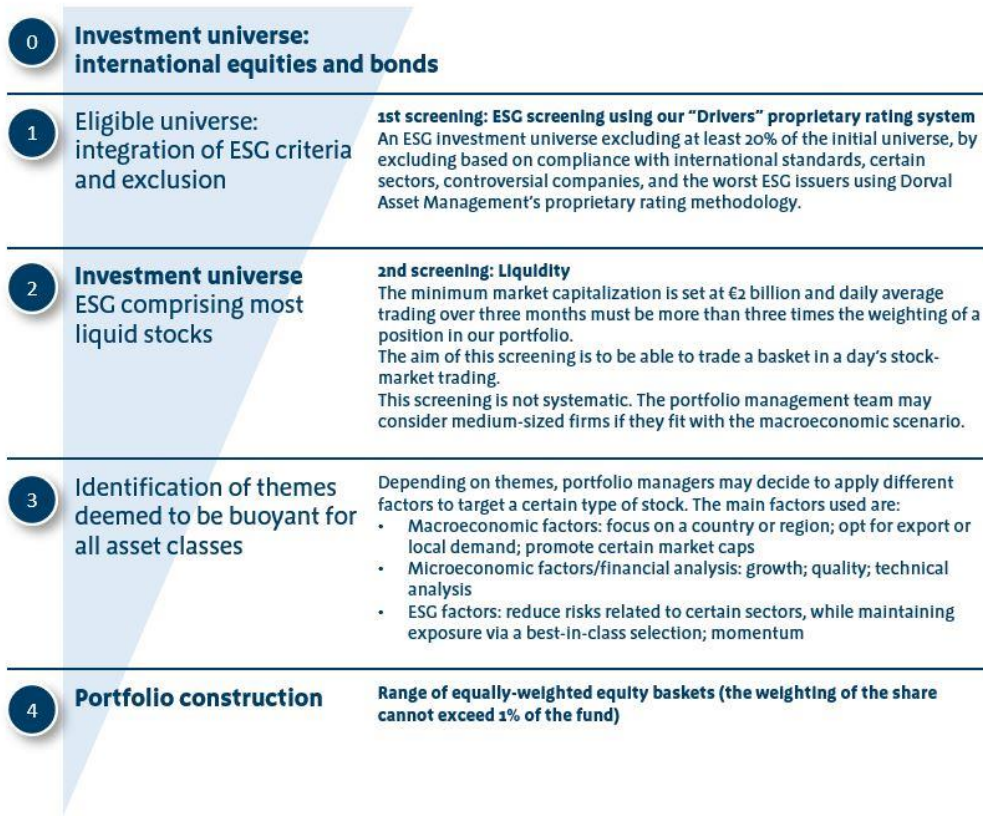 0
Investment universe:
international equities and bonds
1
Eligible universe:
integration of ESG criteria
and exclusion
1st screening: ESG screening using our “Drivers” proprietary rating system
An ESG investment universe excluding at least 20% of the initial universe, by
excluding based on compliance with international standards, certain
sectors, controversial companies, and the worst ESG issuers using Dorval
Asset Management’s proprietary rating methodology.
2
Investment universe
ESG comprising most
liquid stocks
2nd screening: Liquidity
The minimum market capitalization is set at €2 billion and daily average
trading over three months must be more than three times the weighting of a
position in our portfolio.
The aim of this screening is to be able to trade a basket in a day’s stock-
market trading.
This screening is not systematic. The portfolio management team may
consider medium-sized firms if they fit with the macroeconomic scenario.
3
Identification of themes
deemed to be buoyant for
all asset classes
Depending on themes, portfolio managers may decide to apply different
factors to target a certain type of stock. The main factors used are:
• Macroeconomic factors: focus on a country or region; opt for export or
local demand; promote certain market caps
• Microeconomic factors/financial analysis: growth; quality; technical
analysis
• ESG factors: reduce risks related to certain sectors, while maintaining
exposure via a best-in-class selection; momentum
4
Portfolio construction
Range of equally-weighted equity baskets (the weighting of the share
cannot exceed 1% of the fund)